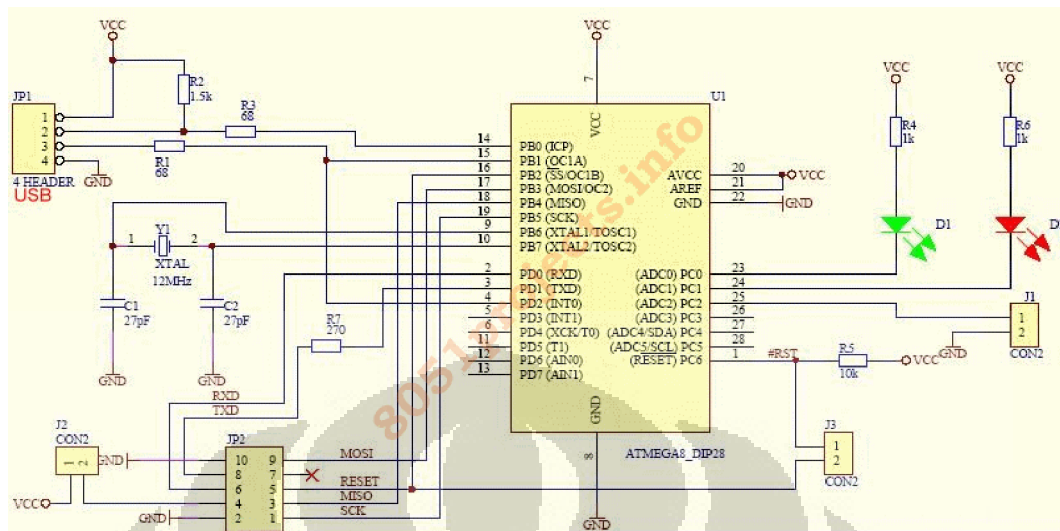 VCC
JP1
1
2
3
4
4 HEADER
USB
R2
1.5k
R3
68
R1
68
GND
Y1
1
2
XTAL
12MHz
C1
27pF
C2
27pF
GND
GND
R7
270
RXD
TXD
J2
CON2
1
2
VCC
GND
JP2
10 9
8 7
6 5
4 3
2 1
GND
MOSI
RESET
MISO
SCK
VCC
7
U1
VCC
14 PB0 (ICP)
15 PB1 (OC1A)
16 PB2 (SS/OC1B)
17 PB3 (MOSI/OC2)
18 PB4 (MISO)
19 PB5 (SCK)
9 PB6 (XTAL1/TOSC1)
10 PB7 (XTAL2/TOSC2)
2 PD0 (RXD)
3 PD1 (TXD)
4 PD2 (INT0)
5 PD3 (INT1)
6 PD4 (XCK/T0)
11 PD5 (T1)
12 PD6 (AIN0)
13 PD7 (AIN1)
AVCC 20
AREF 21
GND 22
VCC
GND
(ADC0) PC0 23
(ADC1) PC1 24
(ADC2) PC2 25
(ADC3) PC3 26
(ADC4/SDA) PC4 27
(ADC5/SCL) PC5 28
(RESET) PC6 1
GND
8
GND
ATMEGA8_DIP28
VCC
R4
1k
D1
VCC
R6
1k
D
J1
1
2
CON2
GND
#RST
R5
10k
VCC
J3
1
2
CON2
8051projects.info